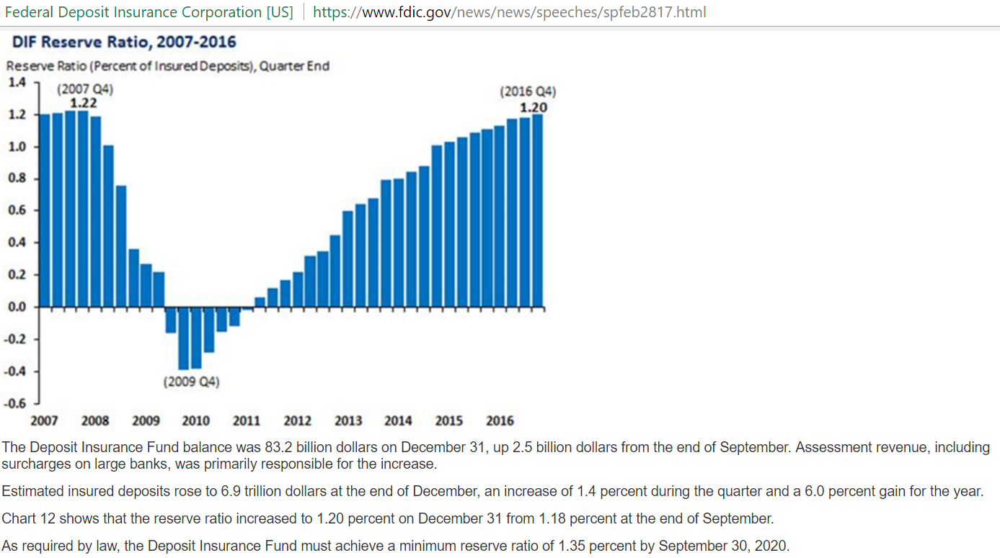 Federal Deposit Insurance Corporation [US] https://www.fdic.gov/news/news/speeches/spfeb2817.html
DIF Reserve Ratio, 2007-2016
Reserve Ratio (Percent of Insured Deposits), Quarter End
1.4
(2007 Q4)
1.22
(2016 Q4)
1.20
1.2
1.0
0.8
0.6
0.4
0.2
0.0
-0.2
-0.4
(2009 Q4)
-0.6
2007 2008 2009 2010 2011 2012 2013 2014 2015 2016
The Deposit Insurance Fund balance was 83.2 billion dollars on December 31, up 2.5 billion dollars from the end of September. Assessment revenue, including
surcharges on large banks, was primarily responsible for the increase.
Estimated insured deposits rose to 6.9 trillion dollars at the end of December, an increase of 1.4 percent during the quarter and a 6.0 percent gain for the year.
Chart 12 shows that the reserve ratio increased to 1.20 percent on December 31 from 1.18 percent at the end of September.
As required by law, the Deposit Insurance Fund must achieve a minimum reserve ratio of 1.35 percent by September 30, 2020.